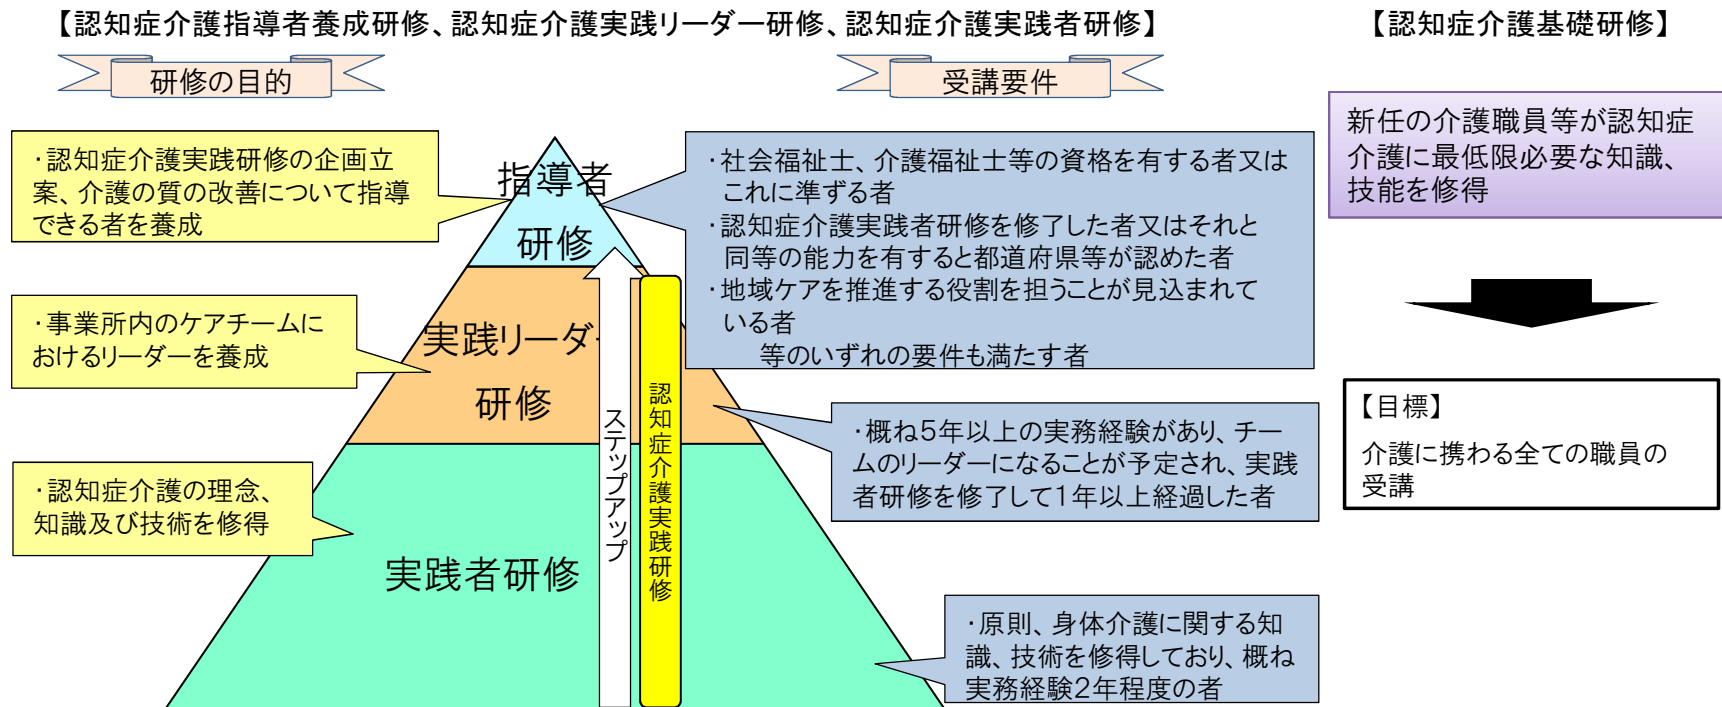 【認知症介護指導者養成研修、認知症介護実践リーダー研修、認知症介護実践者研修】
【認知症介護基礎研修】
研修の目的
受講要件
・認知症介護実践研修の企画立
案、介護の質の改善について指導
できる者を養成
・事業所内のケアチームに
おけるリーダーを養成
・認知症介護の理念、
知識及び技術を修得
指導者
研修
実践リーダー
研修
実践者研修
ステップアップ
認知症介護実践研修
・社会福祉士、介護福祉士等の資格を有する者又は
これに準ずる者
・認知症介護実践者研修を修了した者又はそれと
同等の能力を有すると都道府県等が認めた者
・地域ケアを推進する役割を担うことが見込まれて
いる者
等のいずれの要件も満たす者
・概ね5年以上の実務経験があり、チー
ムのリーダーになることが予定され、実践
者研修を修了して1年以上経過した者
・原則、身体介護に関する知
識、技術を修得しており、概ね
実務経験2年程度の者
新任の介護職員等が認知症
介護に最低限必要な知識、
技能を修得
【目標】
介護に携わる全ての職員の
受講